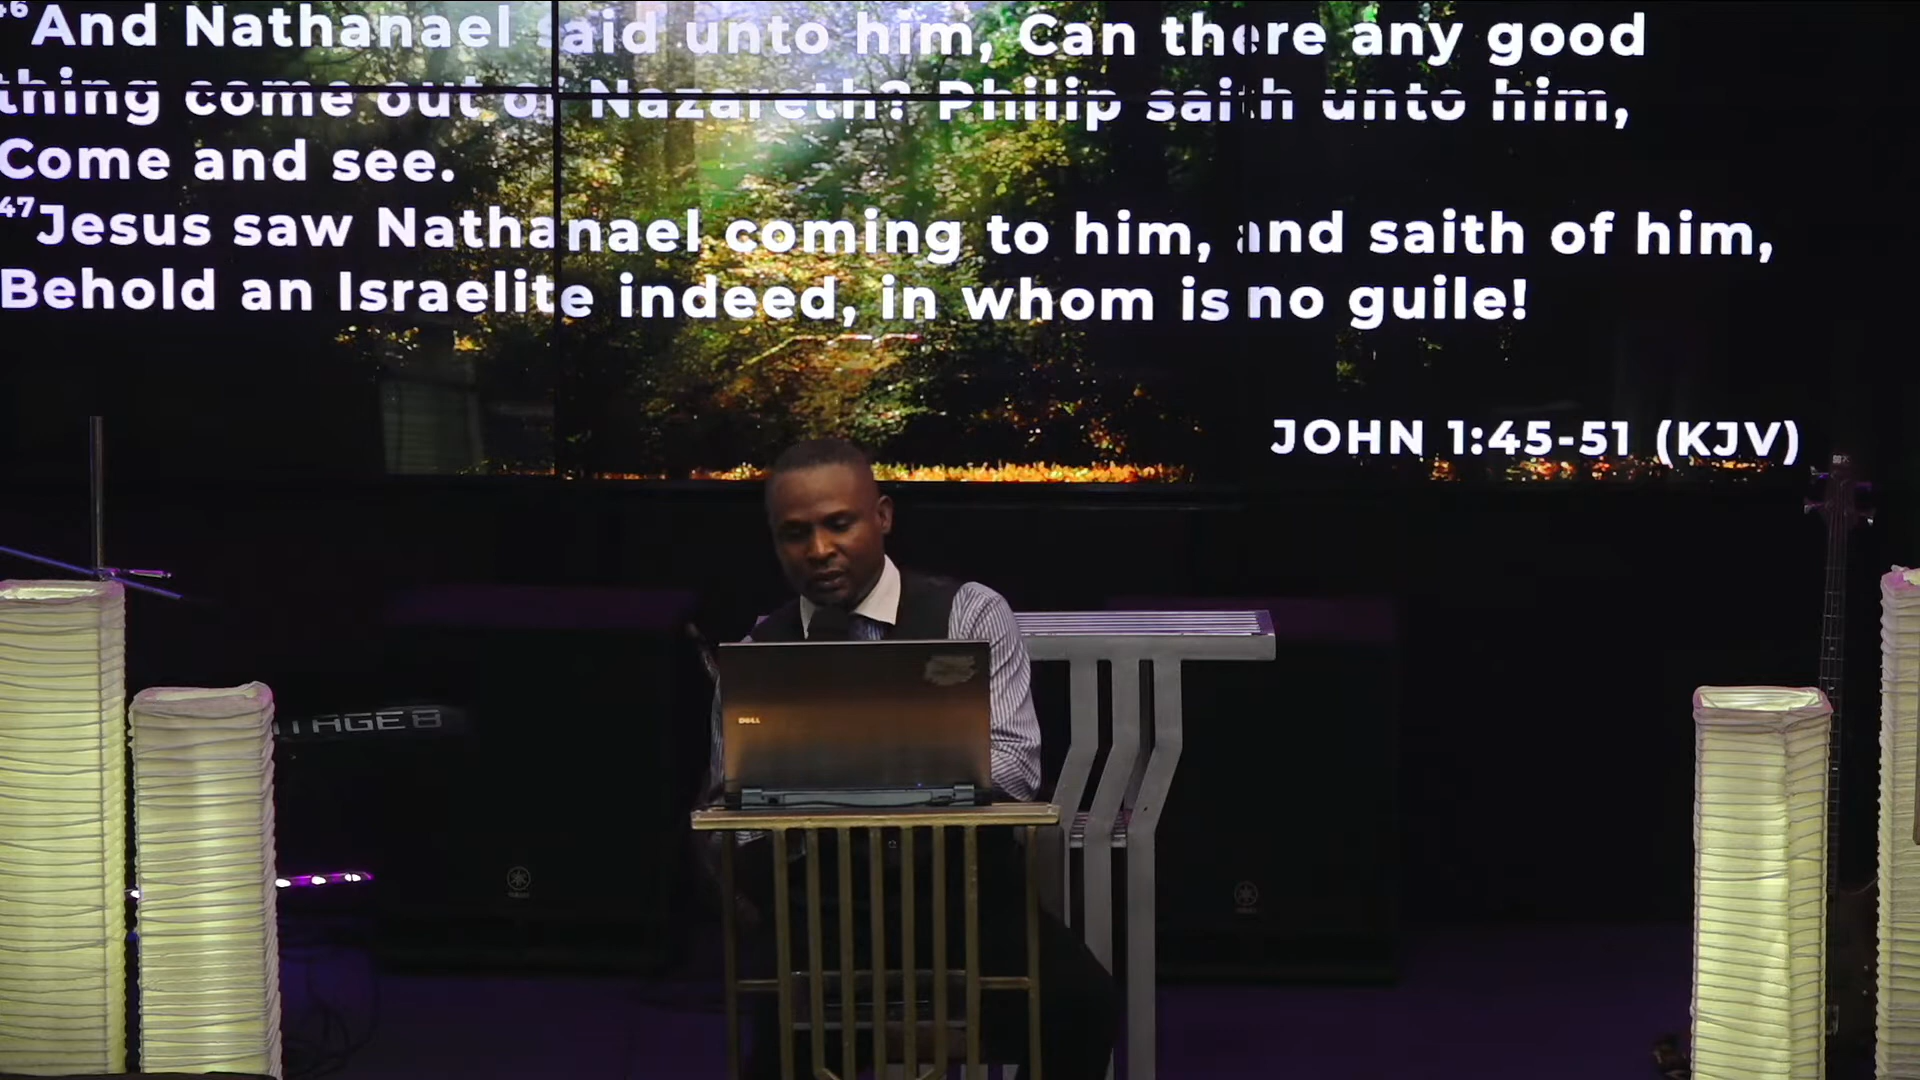 46And Nathanael said unto him, Can there any good
thing come out of Nazareth? Philip saith unto him,
Come and see.
47Jesus saw Nathanael coming to him, and saith of him,
Behold an Israelite indeed, in whom is no guile!
JOHN 1:45-51 (KJV)
DELL
YAMAHA